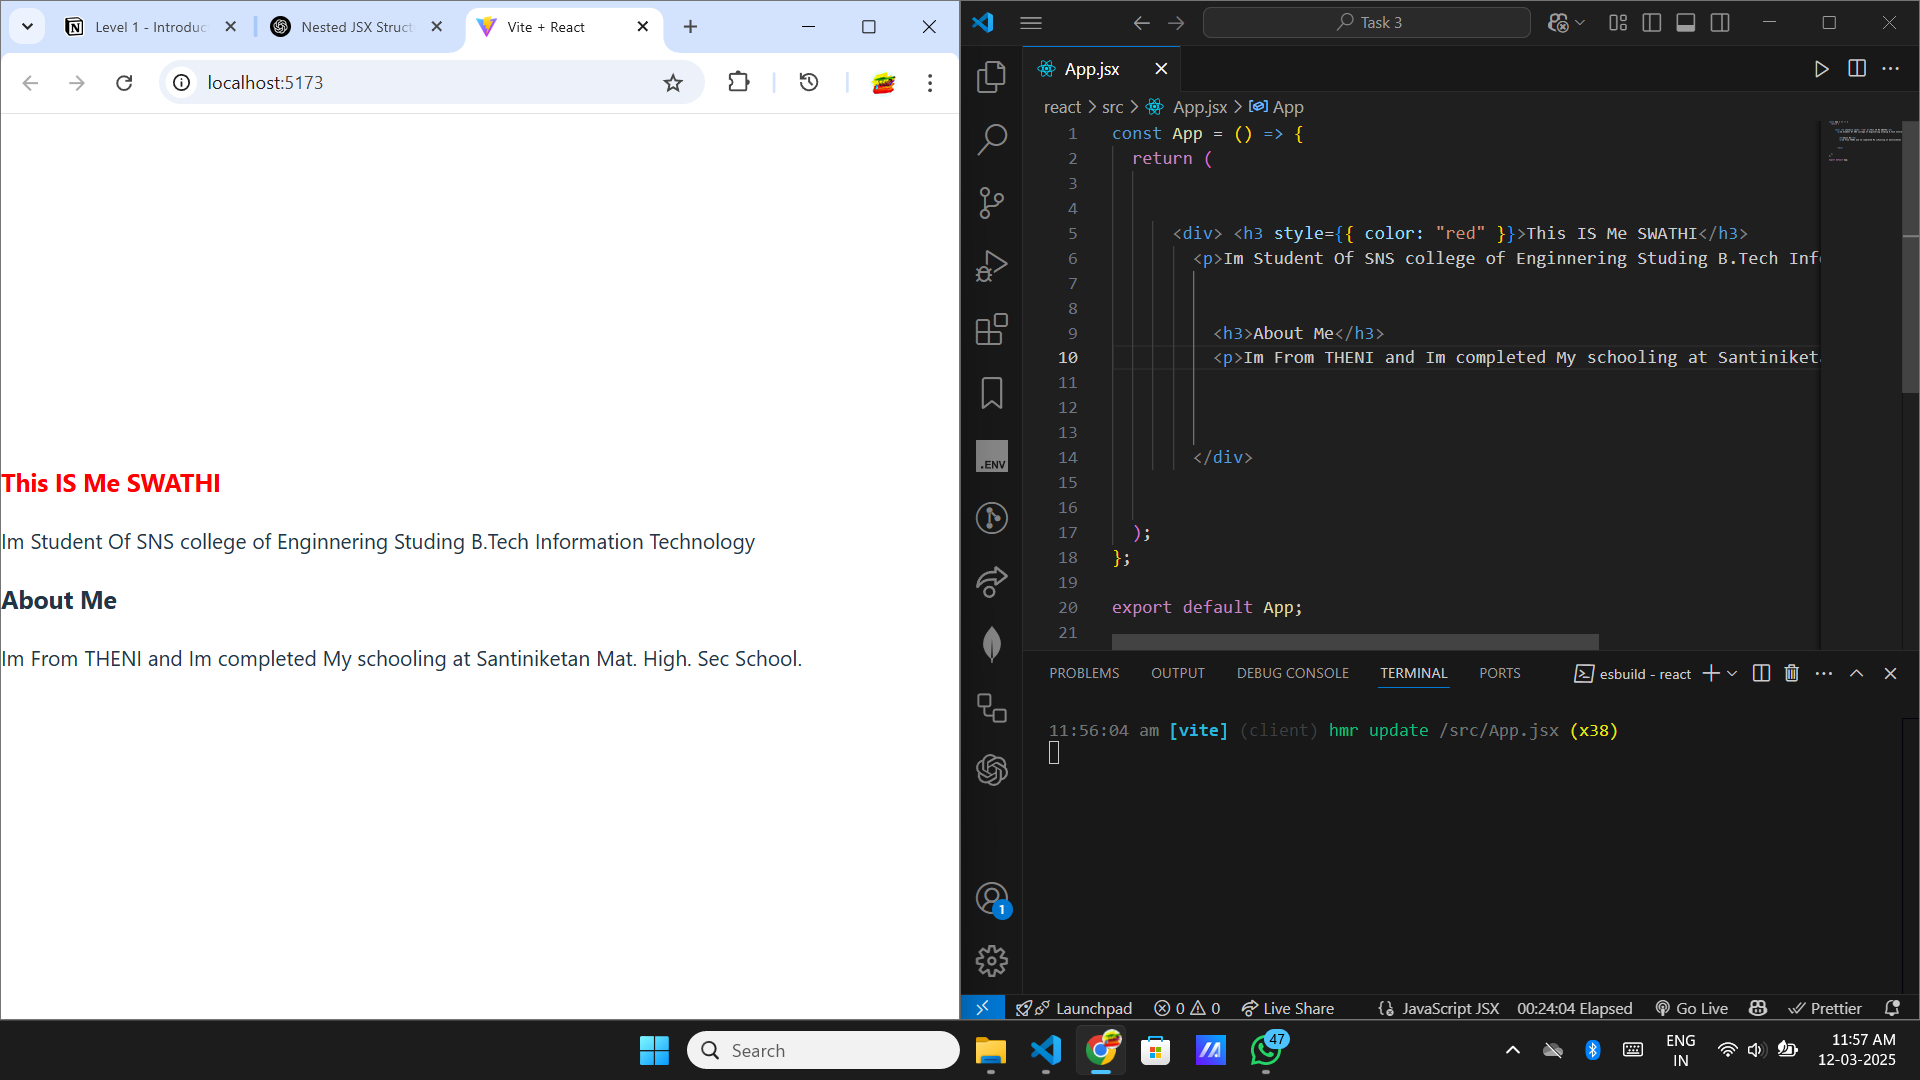 Level 1 - Introduc
Nested JSX Struct
Vite + React
localhost:5173
This IS Me SWATHI
Im Student Of SNS college of Enginnering Studing B.Tech Information Technology
About Me
Im From THENI and Im completed My schooling at Santiniketan Mat. High. Sec School.
Task 3
App.jsx
react > src > App.jsx > App
1 const App = () => {
2 return (
3
4
5 <div> <h3 style={{ color: "red" }}>This IS Me SWATHI</h3>
6 <p>Im Student Of SNS college of Enginnering Studing B.Tech Inf
7
8
9 <h3>About Me</h3>
10 <p>Im From THENI and Im completed My schooling at Santiniket
11
12
13
14 </div>
15
16
17 );
18 };
19
20 export default App;
21
.ENV
1
PROBLEMS OUTPUT DEBUG CONSOLE TERMINAL PORTS esbuild - react
11:56:04 am [vite] (client) hmr update /src/App.jsx (x38)
Launchpad 0 0 Live Share JavaScript JSX 00:24:04 Elapsed Go Live Prettier
Search
47
ENG
IN
11:57 AM
12-03-2025